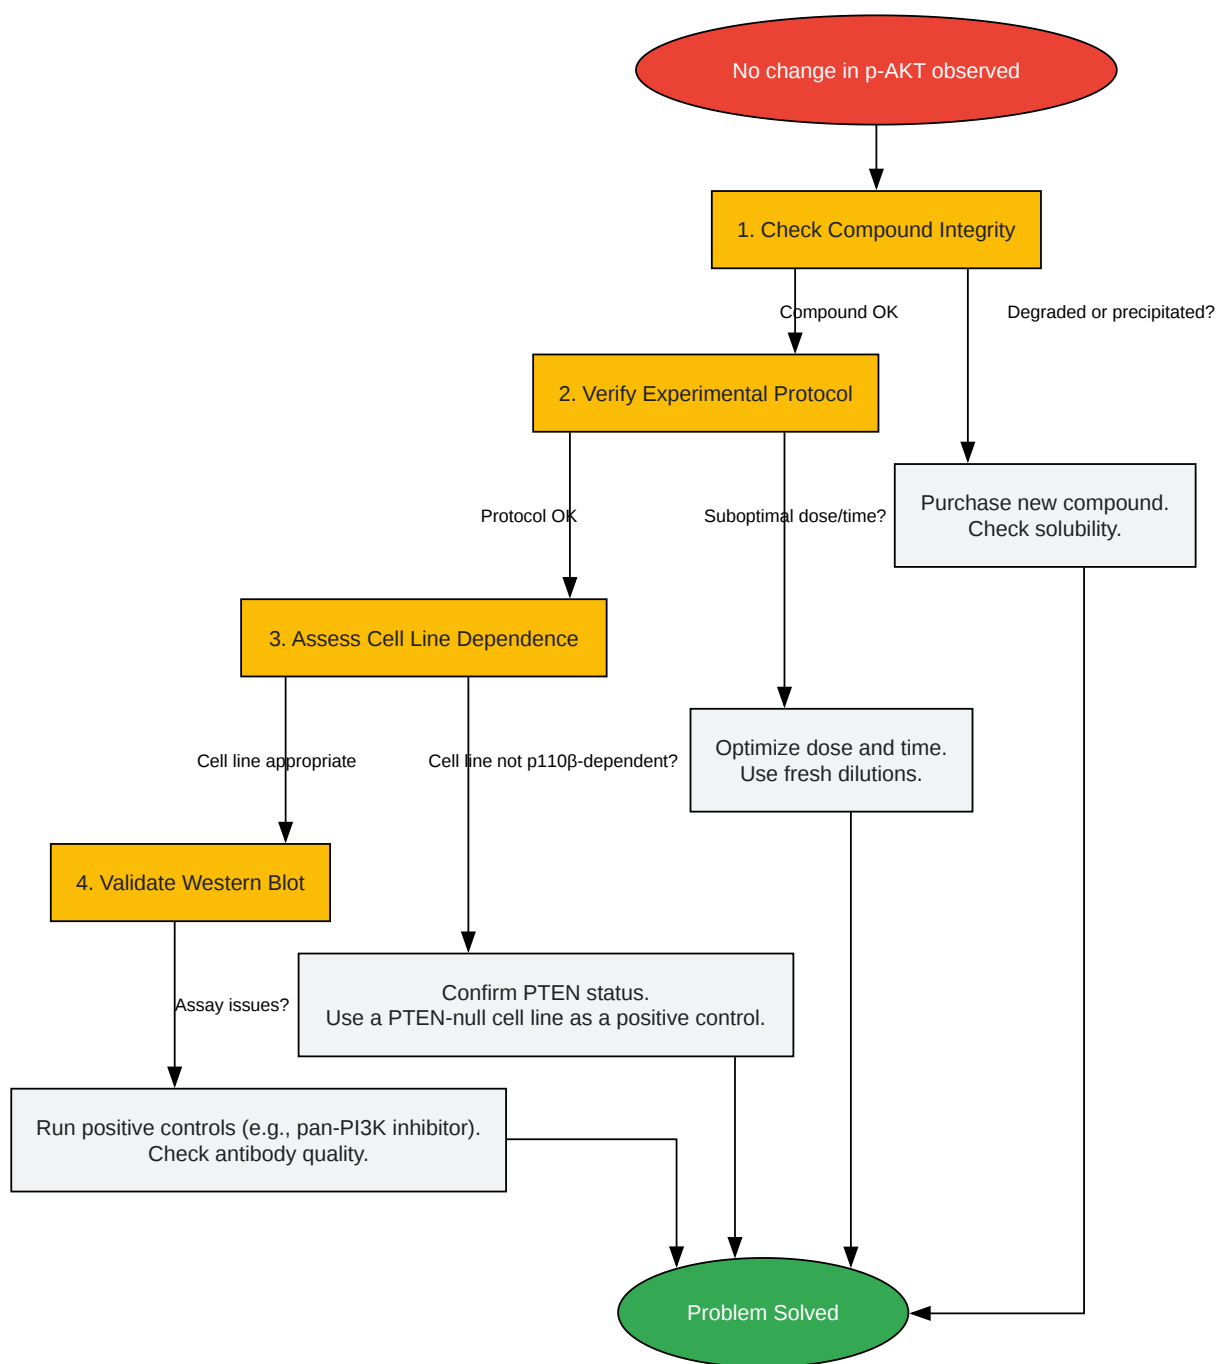 No change in p-AKT observed
1. Check Compound Integrity
Compound OK
Degraded or precipitated?
2. Verify Experimental Protocol
Protocol OK
Suboptimal dose/time?
Purchase new compound.
Check solubility.
3. Assess Cell Line Dependence
Cell line appropriate
Cell line not p110β-dependent?
Optimize dose and time.
Use fresh dilutions.
4. Validate Western Blot
Assay issues?
Confirm PTEN status.
Use a PTEN-null cell line as a positive control.
Run positive controls (e.g., pan-PI3K inhibitor).
Check antibody quality.
Problem Solved